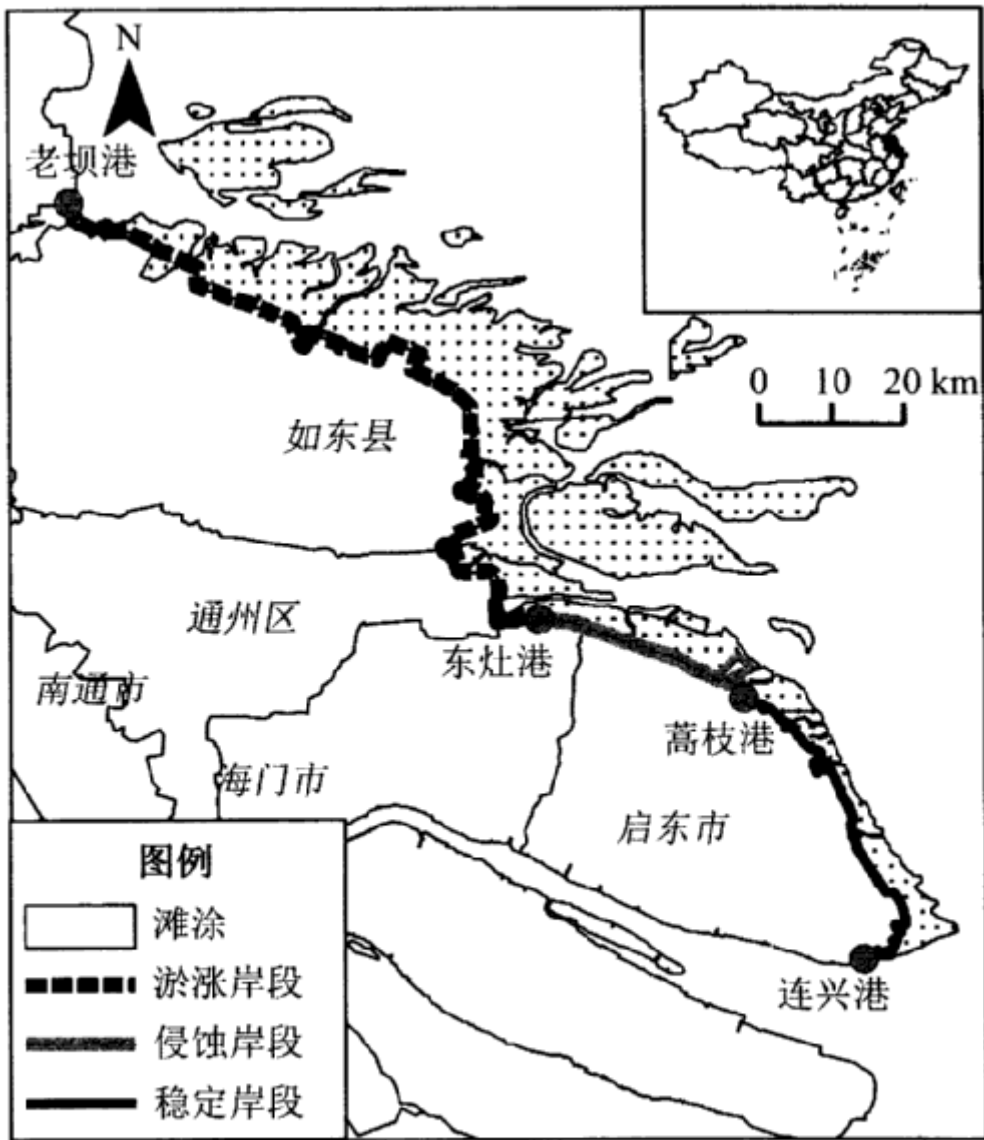 N
老坝港
0 10 20 km
如东县
通州区
东灶港
南通市
蒿枝港
海门市
启东市
连兴港
图例
滩涂
淤涨岸段
侵蚀岸段
稳定岸段